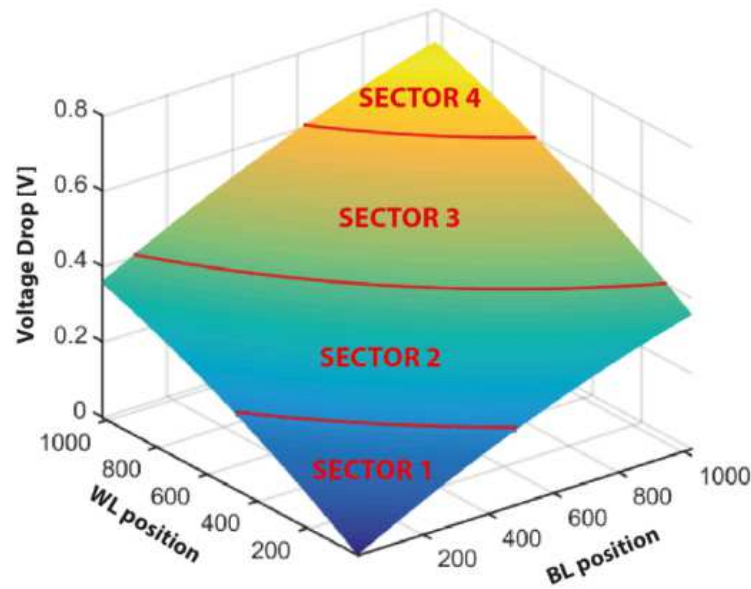 SECTOR 4
0.8
0.6
SECTOR 3
Voltage Drop [V]
0.4
0.2
SECTOR 2
0
1000
800
600
400
200
WL position
SECTOR 1
200
400
600
800
1000
BL position